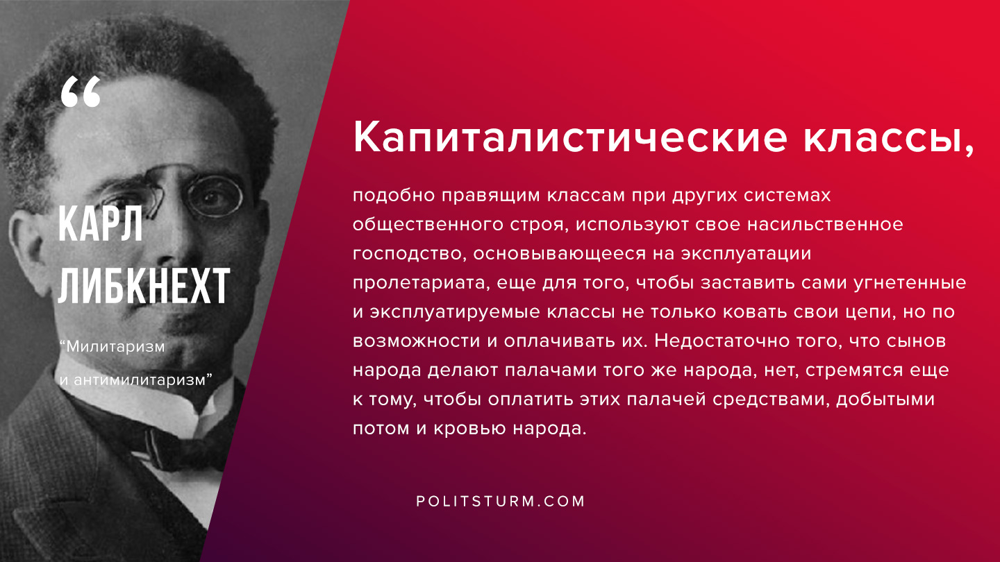 “
КАРЛ
ЛИБКНЕХТ
“Милитаризм
и антимилитаризм”
Капиталистические классы,
подобно правящим классам при других системах
общественного строя, используют свое насильственное
господство, основывающееся на эксплуатации
пролетариата, еще для того, чтобы заставить сами угнетенные
и эксплуатируемые классы не только ковать свои цепи, но по
возможности и оплачивать их. Недостаточно того, что сынов
народа делают палачами того же народа, нет, стремятся еще
к тому, чтобы оплатить этих палачей средствами, добытыми
потом и кровью народа.
POLITSTURM.COM